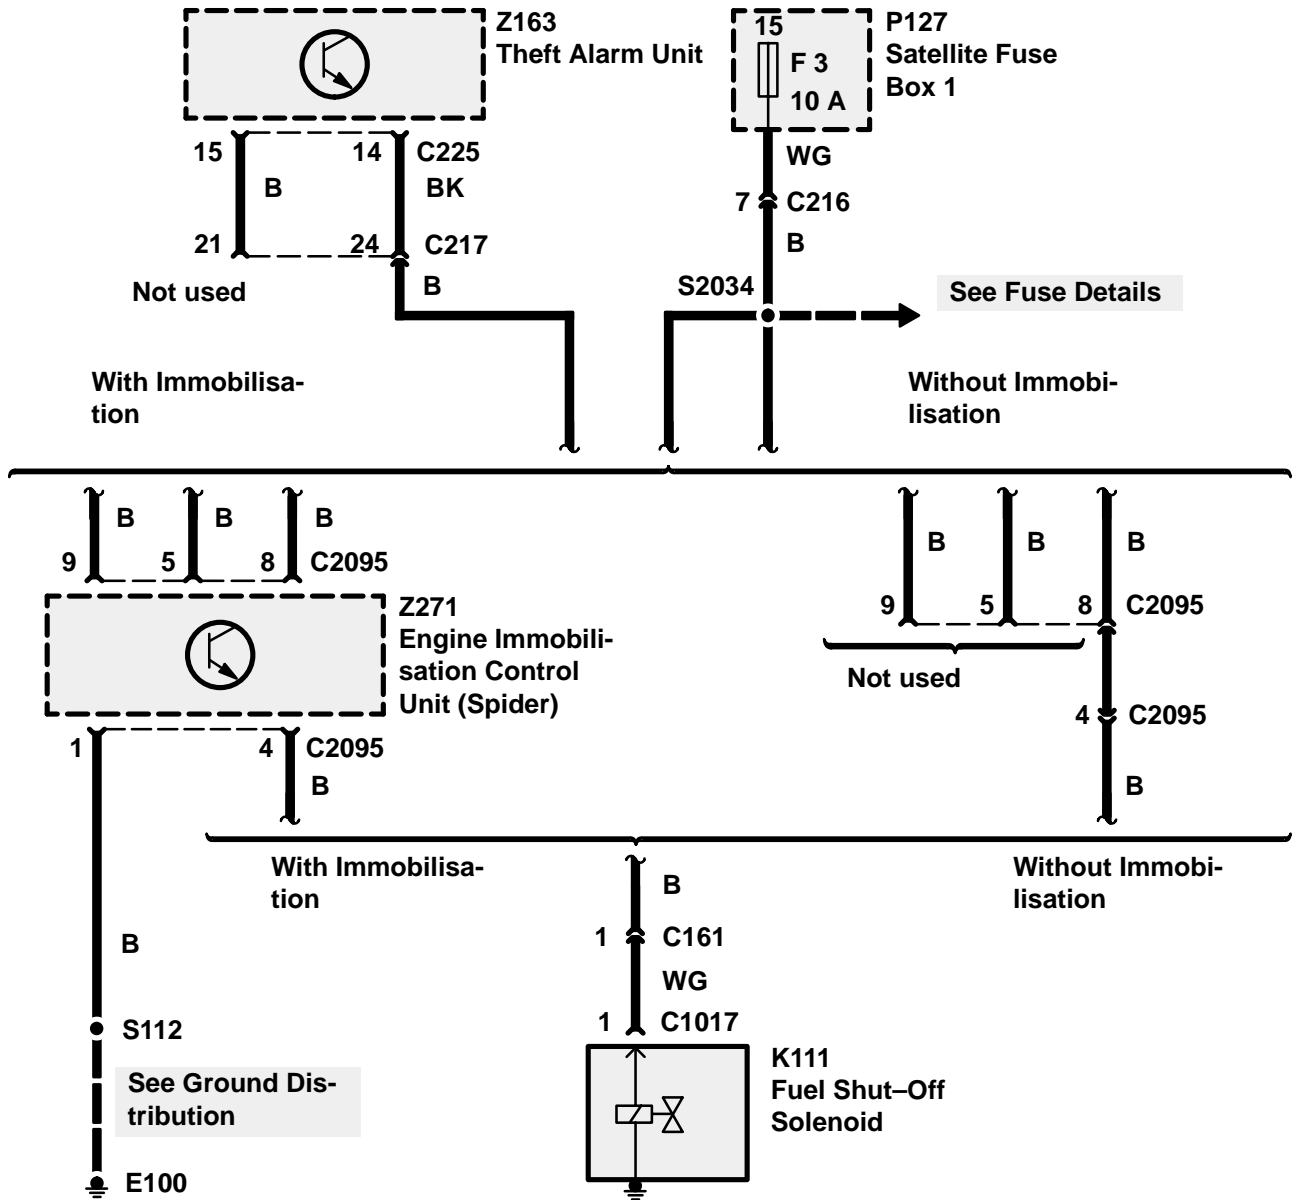 Z163
Theft Alarm Unit
15
F 3
10 A
P127
Satellite Fuse
Box 1
15
14
C225
B
BK
21
24
C217
Not used
B
WG
7
C216
B
S2034
See Fuse Details
With Immobilisa-
tion
Without Immobi-
lisation
B
B
B
9
5
8
C2095
Z271
Engine Immobili-
sation Control
Unit (Spider)
1
4
C2095
B
B
B
B
9
5
8
C2095
Not used
4
C2095
B
With Immobilisa-
tion
Without Immobi-
lisation
B
1
C161
WG
1
C1017
K111
Fuel Shut–Off
Solenoid
B
S112
See Ground Dis-
tribution
E100